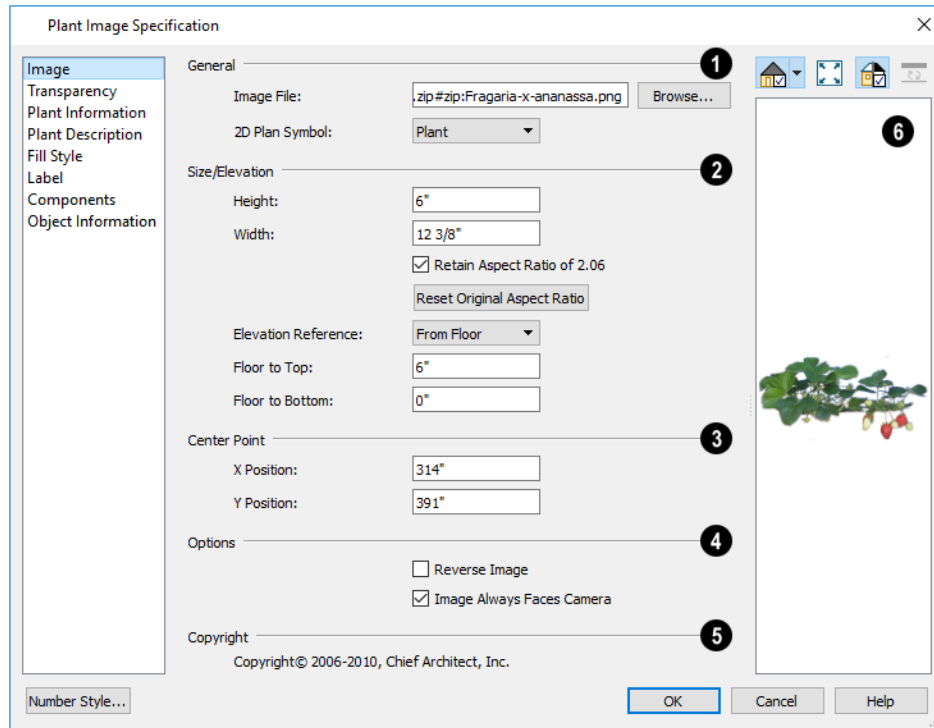 Plant Image Specification
Image
Transparency
Plant Information
Plant Description
Fill Style
Label
Components
Object Information
General
1
Image File:
.zip#zip:Fragaria-x-ananassa.png
Browse...
2D Plan Symbol:
Plant
Size/Elevation
2
Height:
6"
Width:
12 3/8"
Retain Aspect Ratio of 2.06
Reset Original Aspect Ratio
Elevation Reference:
From Floor
Floor to Top:
6"
Floor to Bottom:
0"
Center Point
3
X Position:
314"
Y Position:
391"
Options
4
Reverse Image
Image Always Faces Camera
Copyright
5
Copyright© 2006-2010, Chief Architect, Inc.
6
Number Style...
OK
Cancel
Help